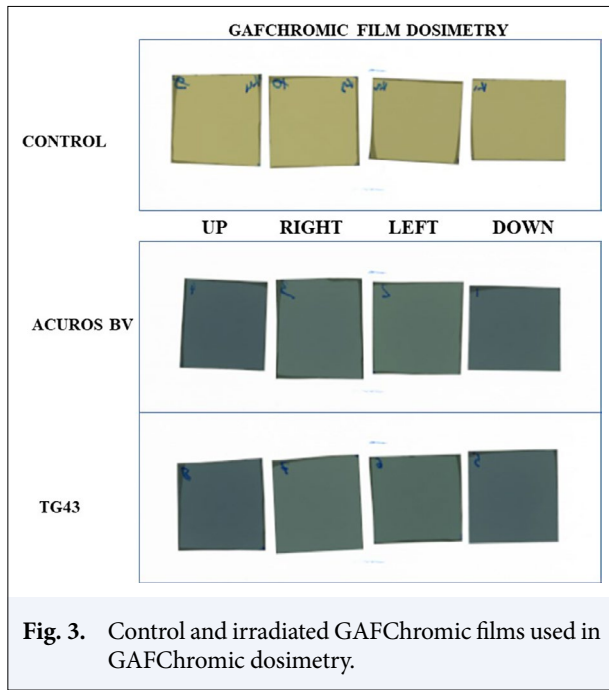 GAFCHROMIC FILM DOSIMETRY
CONTROL
UP RIGHT LEFT DOWN
ACUROS BV
TG43
Fig. 3. Control and irradiated GAFChromic films used in
GAFChromic dosimetry.